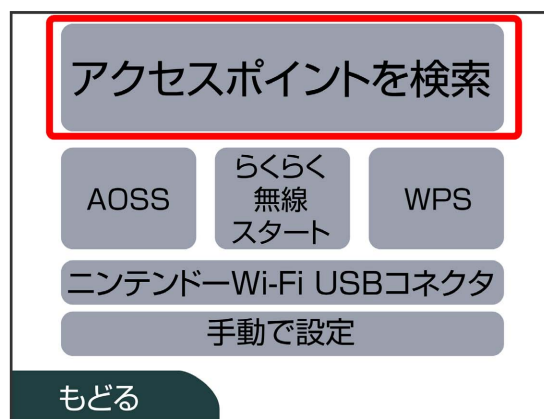 アクセスポイントを検索
AOSS
らくらく
無線
スタート
WPS
ニンテンドーWi-Fi USBコネクタ
手動で設定
もどる